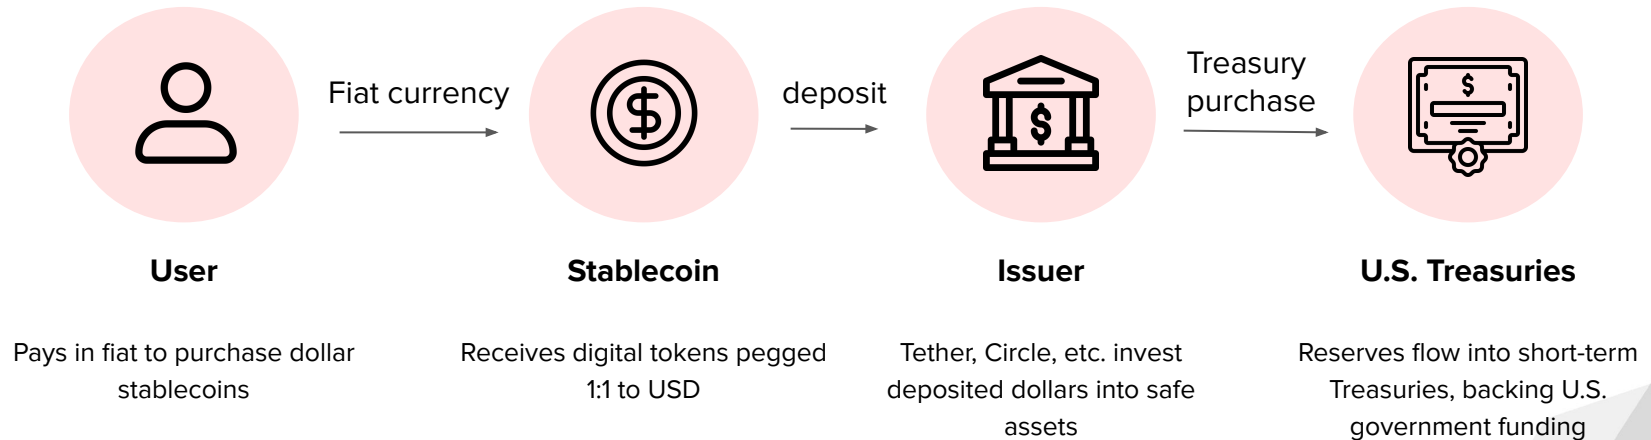 Fiat currency
deposit
Treasury
purchase
$
$
$
User
Stablecoin
Issuer
U.S. Treasuries
Pays in fiat to purchase dollar
stablecoins
Receives digital tokens pegged
1:1 to USD
Tether, Circle, etc. invest
deposited dollars into safe
assets
Reserves flow into short-term
Treasuries, backing U.S.
government funding